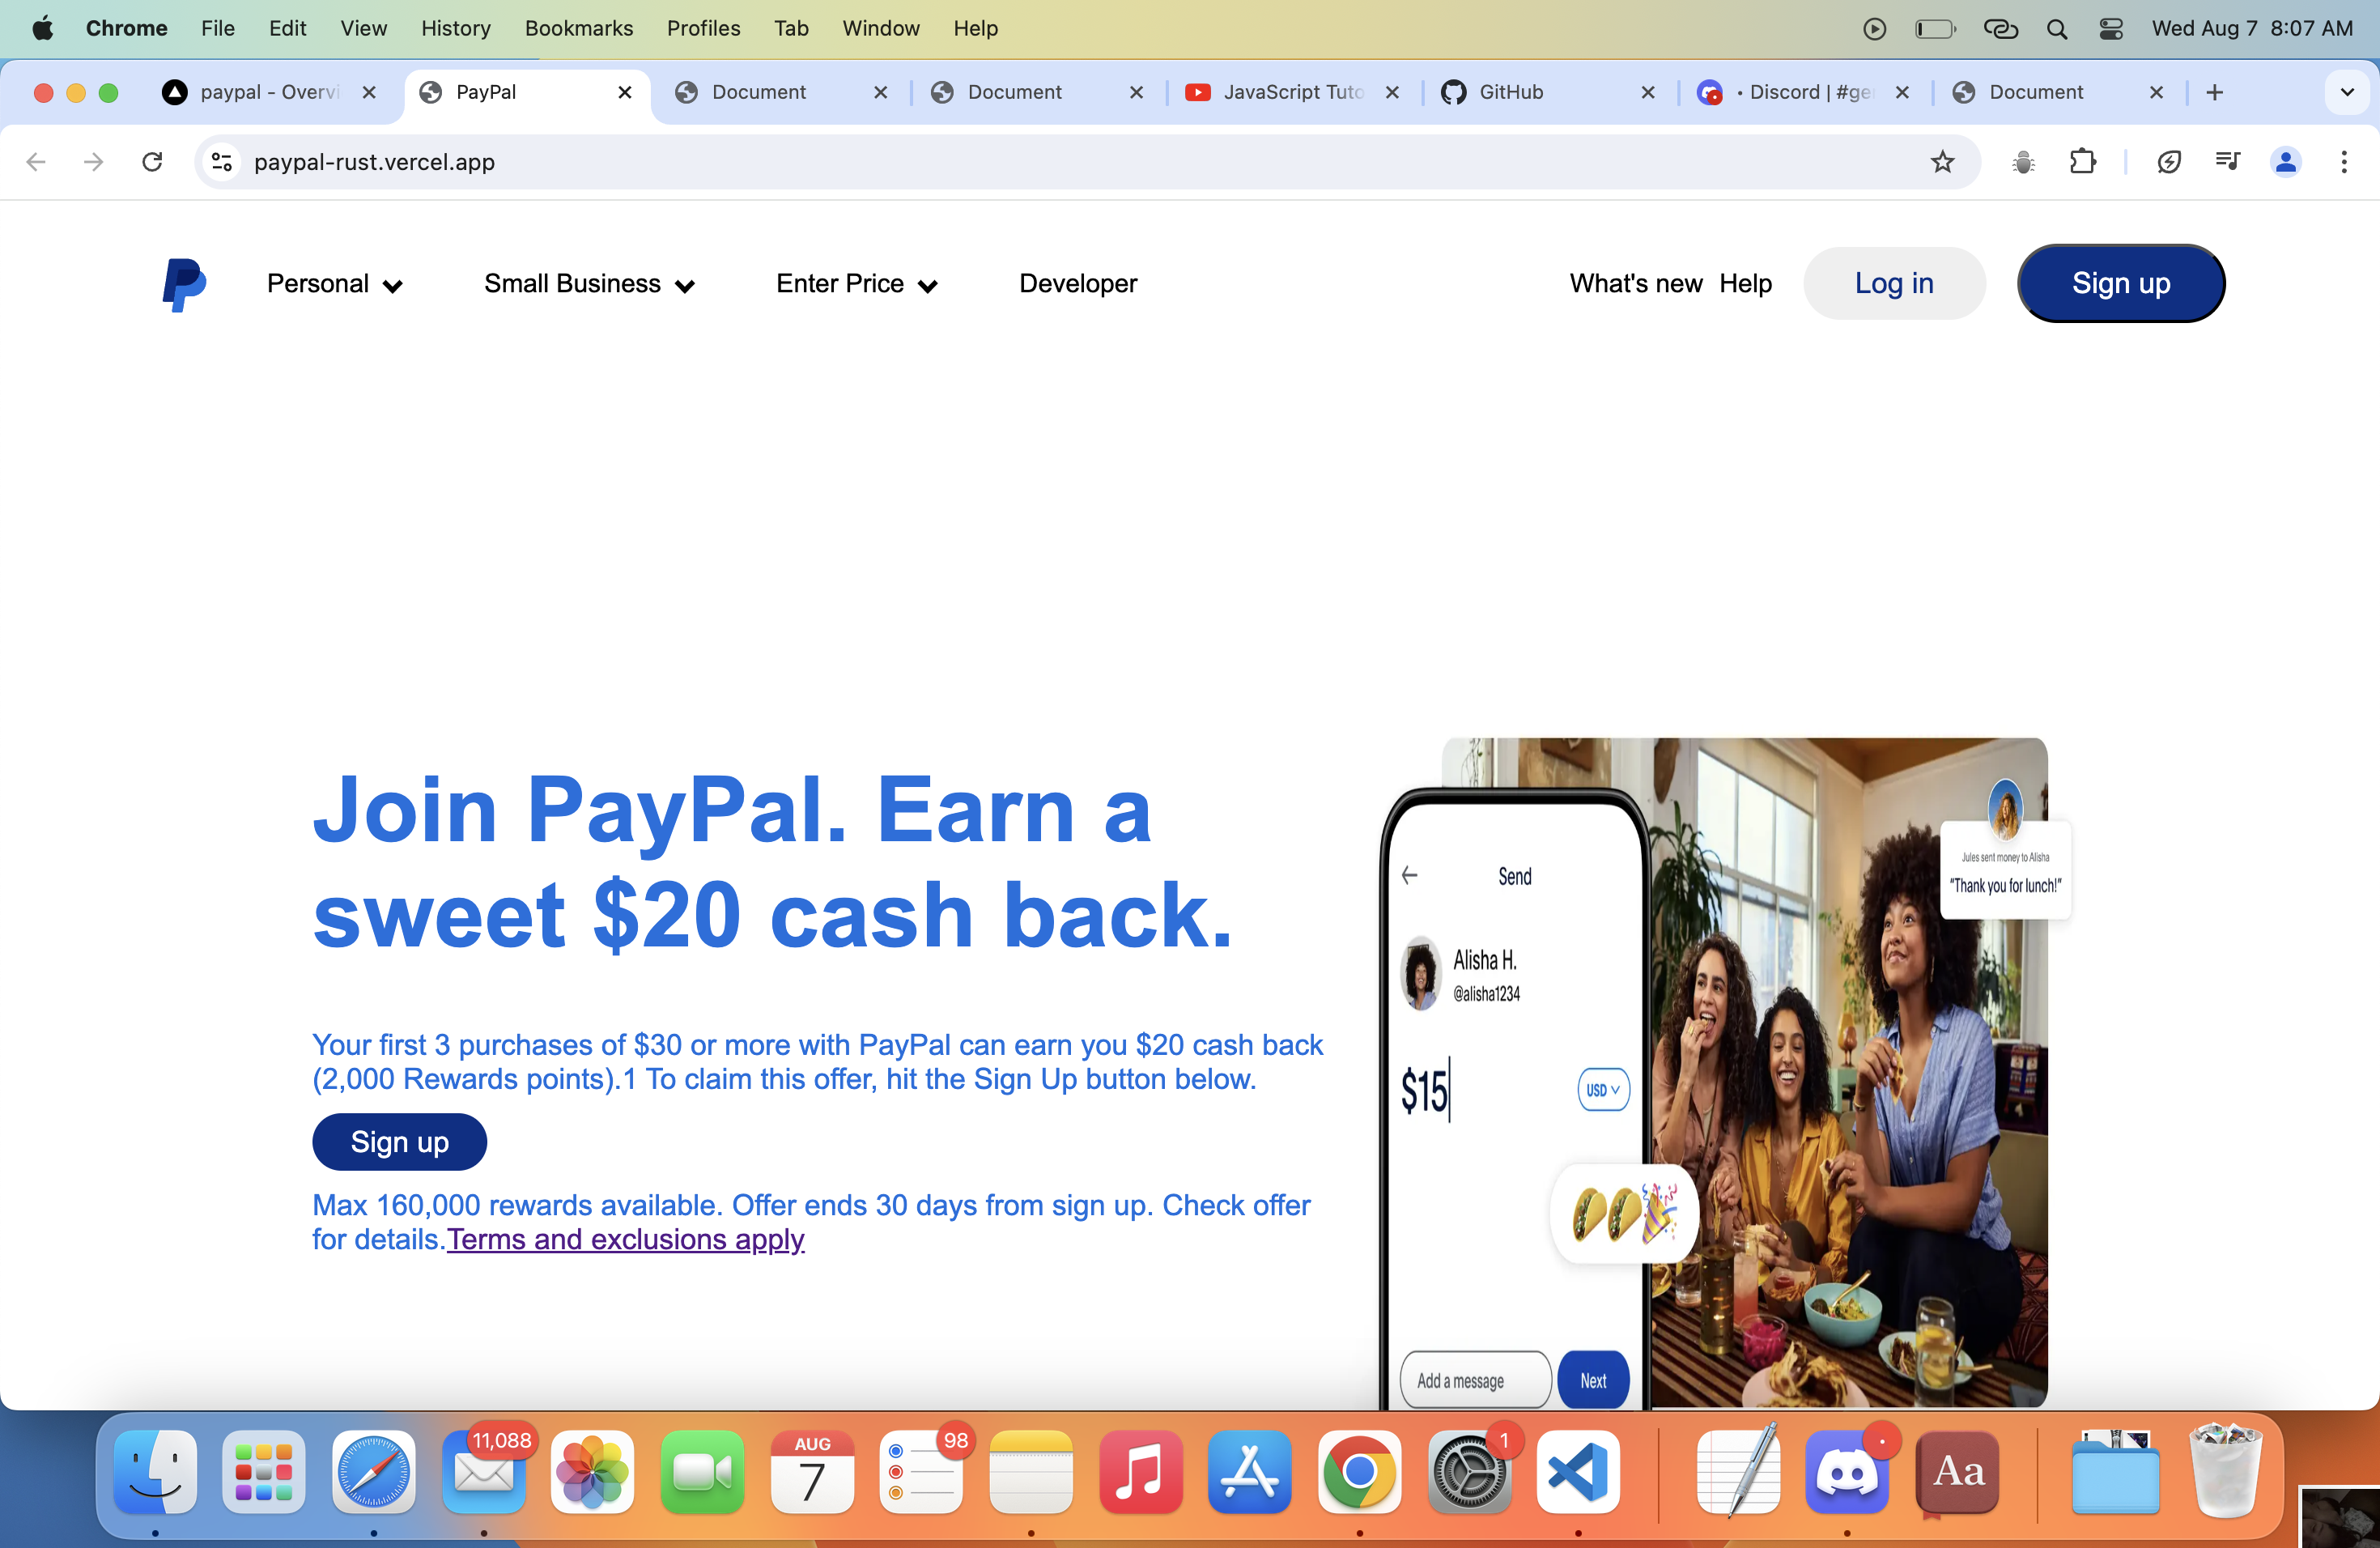 Chrome File Edit View History Bookmarks Profiles Tab Window Help Wed Aug 7 8:07 AM
paypal - Overvi PayPal Document Document JavaScript Tuto GitHub • Discord | #gen Document
paypal-rust.vercel.app
Personal Small Business Enter Price Developer What's new Help Log in Sign up
Join PayPal. Earn a
sweet $20 cash back.
Your first 3 purchases of $30 or more with PayPal can earn you $20 cash back
(2,000 Rewards points).1 To claim this offer, hit the Sign Up button below.
Sign up
Max 160,000 rewards available. Offer ends 30 days from sign up. Check offer
for details.Terms and exclusions apply
Jules sent money to Alisha
"Thank you for lunch!"
Send
Alisha H.
@alisha1234
$15
USD
Add a message
Next
11,088
AUG
7
98
1
Aa